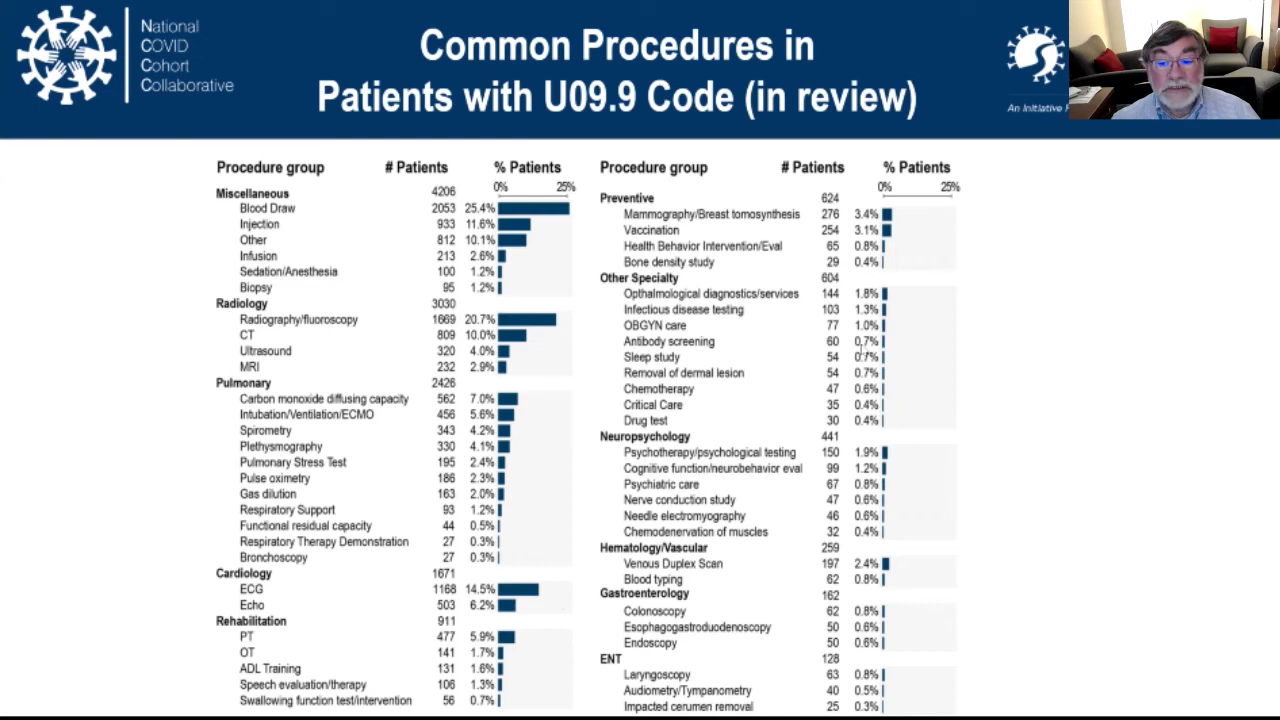 National
COVID
Cohort
Collaborative
Common Procedures in
Patients with U09.9 Code (in review)
An Initiative
Procedure group # Patients % Patients
0% 25%
Miscellaneous 4206
Blood Draw 2053 25.4%
Injection 933 11.6%
Other 812 10.1%
Infusion 213 2.6%
Sedation/Anesthesia 100 1.2%
Biopsy 95 1.2%
Radiology 3030
Radiography/fluoroscopy 1669 20.7%
CT 809 10.0%
Ultrasound 320 4.0%
MRI 232 2.9%
Pulmonary 2426
Carbon monoxide diffusing capacity 562 7.0%
Intubation/Ventilation/ECMO 456 5.6%
Spirometry 343 4.2%
Plethysmography 330 4.1%
Pulmonary Stress Test 195 2.4%
Pulse oximetry 186 2.3%
Gas dilution 163 2.0%
Respiratory Support 93 1.2%
Functional residual capacity 44 0.5%
Respiratory Therapy Demonstration 27 0.3%
Bronchoscopy 27 0.3%
Cardiology 1671
ECG 1168 14.5%
Echo 503 6.2%
Rehabilitation 911
PT 477 5.9%
OT 141 1.7%
ADL Training 131 1.6%
Speech evaluation/therapy 106 1.3%
Swallowing function test/intervention 56 0.7%
Procedure group # Patients % Patients
0% 25%
Preventive 624
Mammography/Breast tomosynthesis 276 3.4%
Vaccination 254 3.1%
Health Behavior Intervention/Eval 65 0.8%
Bone density study 29 0.4%
Other Specialty 604
Opthalmological diagnostics/services 144 1.8%
Infectious disease testing 103 1.3%
OBGYN care 77 1.0%
Antibody screening 60 0.7%
Sleep study 54 0.7%
Removal of dermal lesion 54 0.7%
Chemotherapy 47 0.6%
Critical Care 35 0.4%
Drug test 30 0.4%
Neuropsychology 441
Psychotherapy/psychological testing 150 1.9%
Cognitive function/neurobehavior eval 99 1.2%
Psychiatric care 67 0.8%
Nerve conduction study 47 0.6%
Needle electromyography 46 0.6%
Chemodenervation of muscles 32 0.4%
Hematology/Vascular 259
Venous Duplex Scan 197 2.4%
Blood typing 62 0.8%
Gastroenterology 162
Colonoscopy 62 0.8%
Esophagogastroduodenoscopy 50 0.6%
Endoscopy 50 0.6%
ENT 128
Laryngoscopy 63 0.8%
Audiometry/Tympanometry 40 0.5%
Impacted cerumen removal 25 0.3%